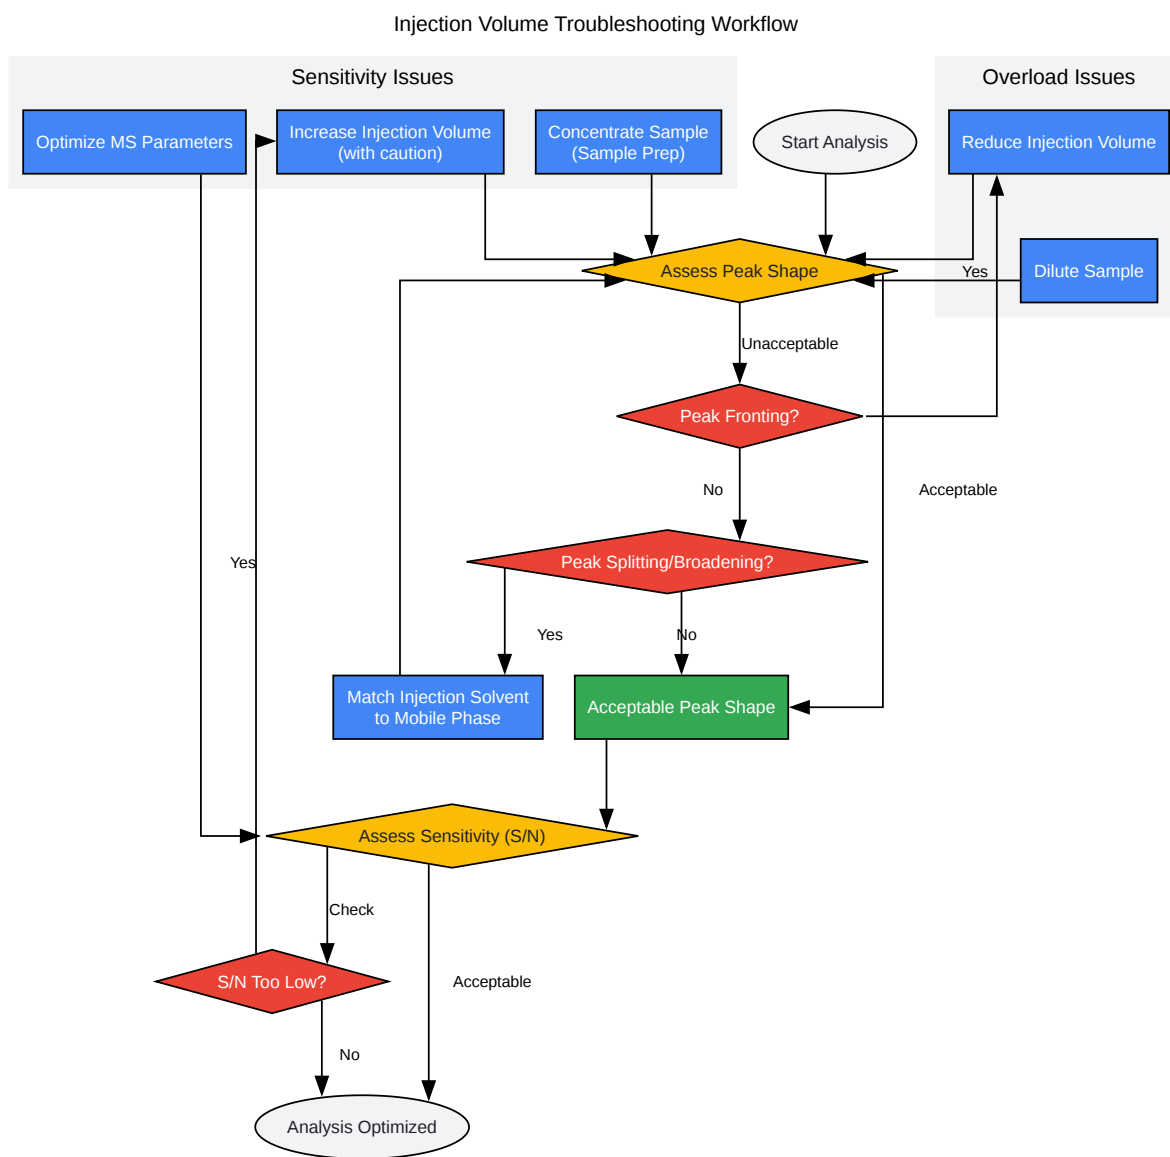 Injection Volume Troubleshooting Workflow
Sensitivity Issues
Overload Issues
Optimize MS Parameters
Increase Injection Volume
(with caution)
Concentrate Sample
(Sample Prep)
Start Analysis
Reduce Injection Volume
Assess Peak Shape
Yes
Dilute Sample
Unacceptable
Peak Fronting?
No
Acceptable
Yes
Peak Splitting/Broadening?
Yes
No
Match Injection Solvent
to Mobile Phase
Acceptable Peak Shape
Assess Sensitivity (S/N)
Check
S/N Too Low?
Acceptable
No
Analysis Optimized